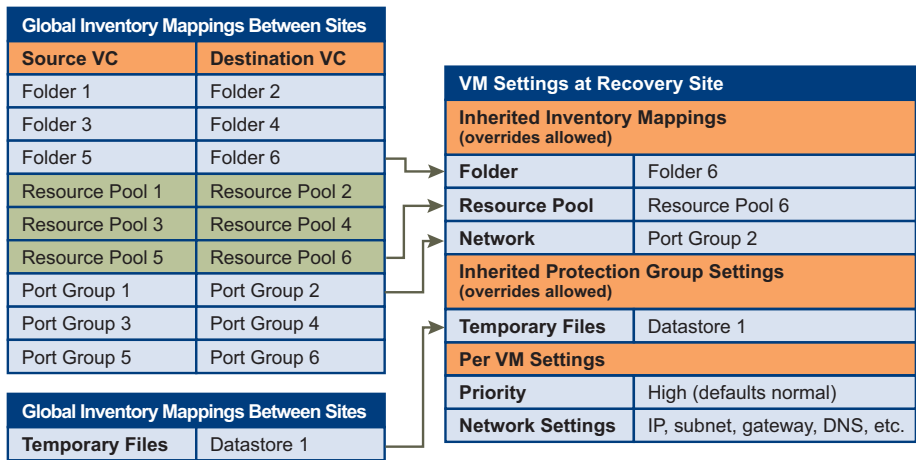 Global Inventory Mappings Between Sites
Source VC Destination VC
Folder 1 Folder 2
Folder 3 Folder 4
Folder 5 Folder 6
Resource Pool 1 Resource Pool 2
Resource Pool 3 Resource Pool 4
Resource Pool 5 Resource Pool 6
Port Group 1 Port Group 2
Port Group 3 Port Group 4
Port Group 5 Port Group 6
Global Inventory Mappings Between Sites
Temporary Files Datastore 1
VM Settings at Recovery Site
Inherited Inventory Mappings
(overrides allowed)
Folder Folder 6
Resource Pool Resource Pool 6
Network Port Group 2
Inherited Protection Group Settings
(overrides allowed)
Temporary Files Datastore 1
Per VM Settings
Priority High (defaults normal)
Network Settings IP, subnet, gateway, DNS, etc.